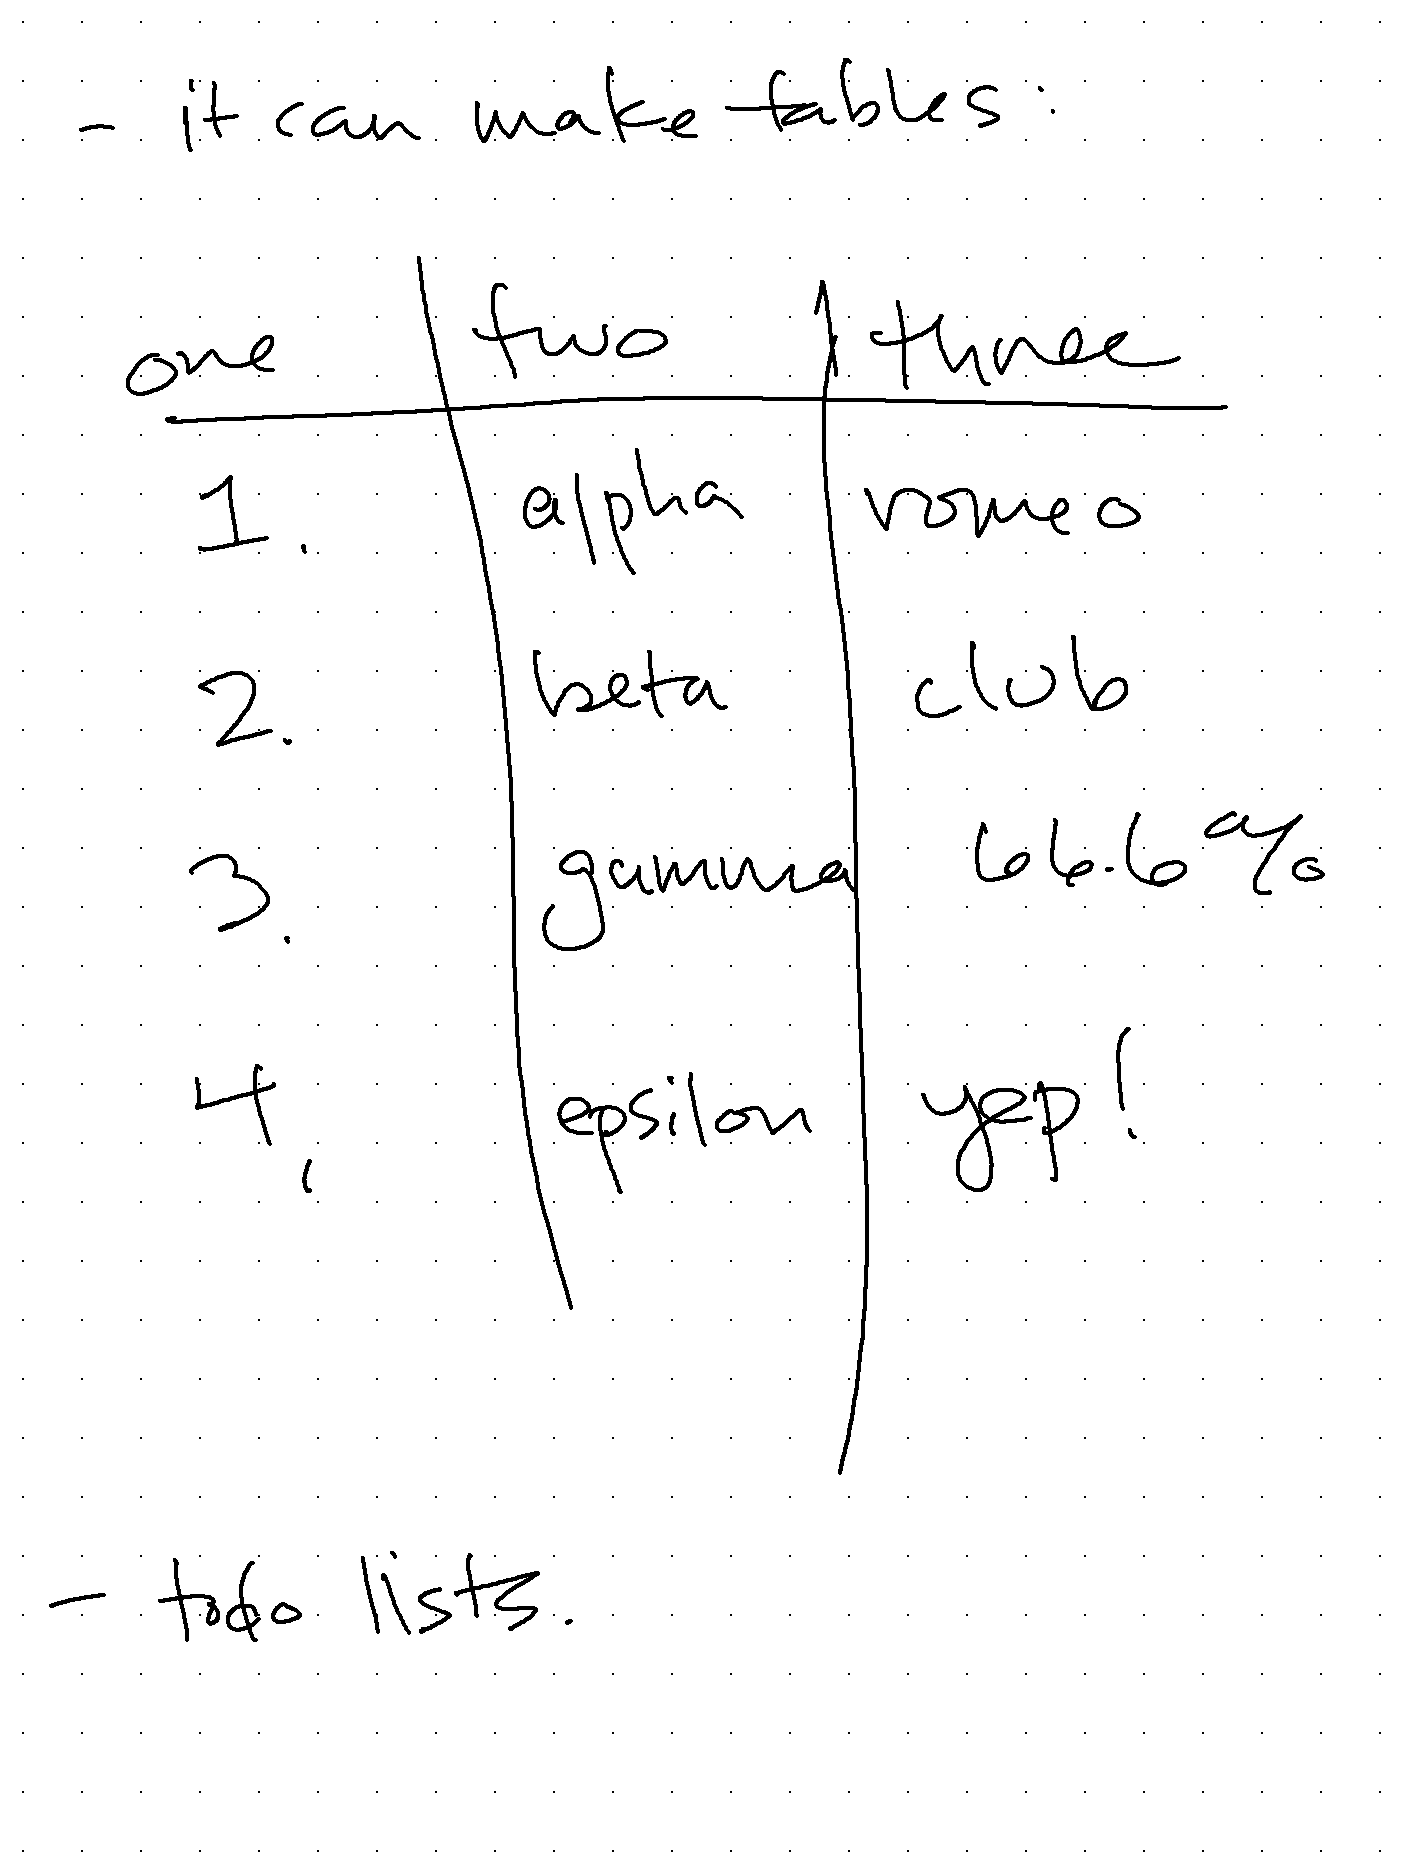 - it can make tables:
one two three
1. alpha romeo
2. beta club
3. gamma 66.6%
4. epsilon yep!
- todo lists.